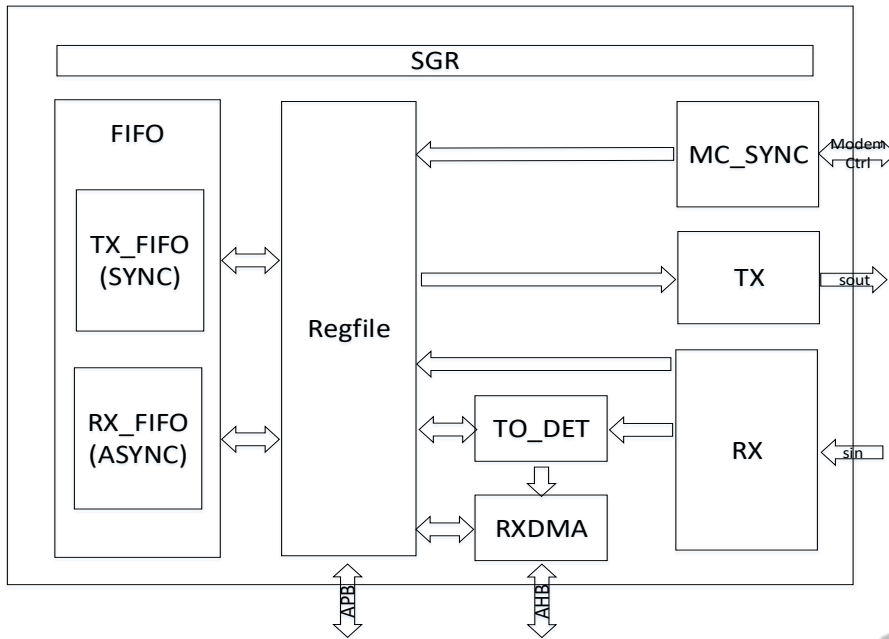 SGR
FIFO
TX_FIFO
(SYNC)
RX_FIFO
(ASYNC)
Regfile
MC_SYNC
Modem
Ctrl
TX
sout
TO_DET
RX
sin
RXDMA
APB
AHB